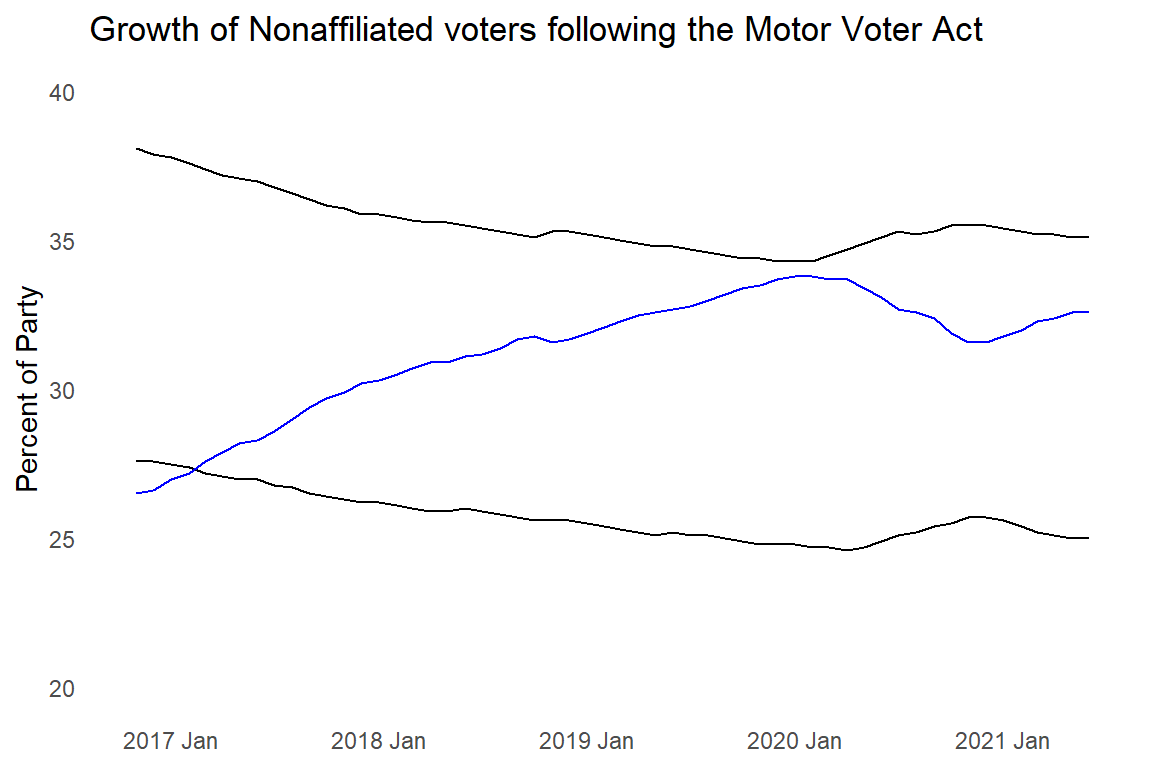 Growth of Nonaffiliated voters following the Motor Voter Act
40
35
30
25
20
Percent of Party
2017 Jan
2018 Jan
2019 Jan
2020 Jan
2021 Jan